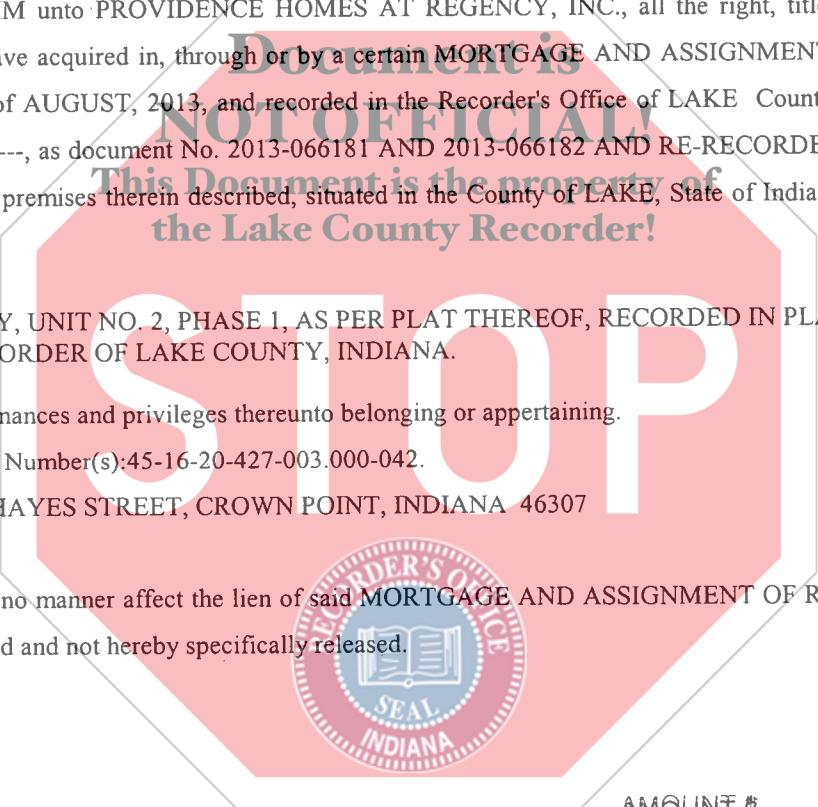 IM unto PROVIDENCE HOMES AT REGENCY, INC., all the right, titl
ave acquired in, through or by a certain MORTGAGE AND ASSIGNMENT
of AUGUST, 2013, and recorded in the Recorder's Office of LAKE Count
---, as document No. 2013-066181 AND 2013-066182 AND RE-RECORDE
premises therein described, situated in the County of LAKE, State of India
Document is
NOT OFFICIAL!
This Document is the property of
the Lake County Recorder!
STOP
Y, UNIT NO. 2, PHASE 1, AS PER PLAT THEREOF, RECORDED IN PLA
ORDER OF LAKE COUNTY, INDIANA.
nances and privileges thereunto belonging or appertaining.
Number(s):45-16-20-427-003.000-042.
HAYES STREET, CROWN POINT, INDIANA 46307
no manner affect the lien of said MORTGAGE AND ASSIGNMENT OF R
d and not hereby specifically released.
RECORDER'S OFFICE
SEAL
INDIANA
AMOUNT $